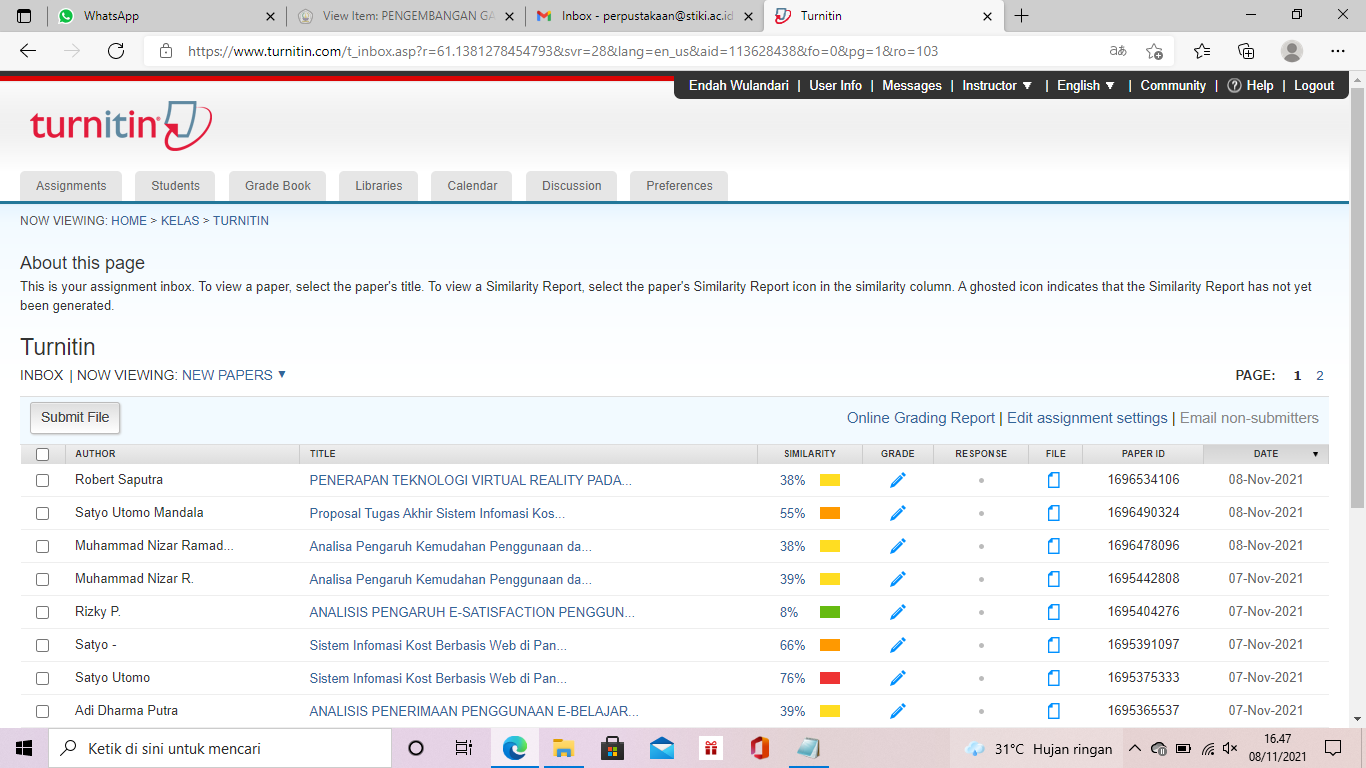 WhatsApp
View Item: PENGEMBANGAN GA
Inbox - perpustakaan@stiki.ac.id
Turnitin
https://www.turnitin.com/t_inbox.asp?r=61.1381278454793&svr=28&lang=en_us&aid=113628438&fo=0&pg=1&ro=103
Endah Wulandari | User Info | Messages | Instructor ▼ | English ▼ | Community | Help | Logout
turnitin
Assignments Students Grade Book Libraries Calendar Discussion Preferences
NOW VIEWING: HOME > KELAS > TURNITIN
About this page
This is your assignment inbox. To view a paper, select the paper's title. To view a Similarity Report, select the paper's Similarity Report icon in the similarity column. A ghosted icon indicates that the Similarity Report has not yet
been generated.
Turnitin
INBOX | NOW VIEWING: NEW PAPERS ▼ PAGE: 1 2
Submit File Online Grading Report | Edit assignment settings | Email non-submitters
AUTHOR TITLE SIMILARITY GRADE RESPONSE FILE PAPER ID DATE ▼
Robert Saputra PENERAPAN TEKNOLOGI VIRTUAL REALITY PADA... 38% 1696534106 08-Nov-2021
Satyo Utomo Mandala Proposal Tugas Akhir Sistem Infomasi Kos... 55% 1696490324 08-Nov-2021
Muhammad Nizar Ramad... Analisa Pengaruh Kemudahan Penggunaan da... 38% 1696478096 08-Nov-2021
Muhammad Nizar R. Analisa Pengaruh Kemudahan Penggunaan da... 39% 1695442808 07-Nov-2021
Rizky P. ANALISIS PENGARUH E-SATISFACTION PENGGUN... 8% 1695404276 07-Nov-2021
Satyo - Sistem Infomasi Kost Berbasis Web di Pan... 66% 1695391097 07-Nov-2021
Satyo Utomo Sistem Infomasi Kost Berbasis Web di Pan... 76% 1695375333 07-Nov-2021
Adi Dharma Putra ANALISIS PENERIMAAN PENGGUNAAN E-BELAJAR... 39% 1695365537 07-Nov-2021
Ketik di sini untuk mencari
31°C Hujan ringan
16.47
08/11/2021